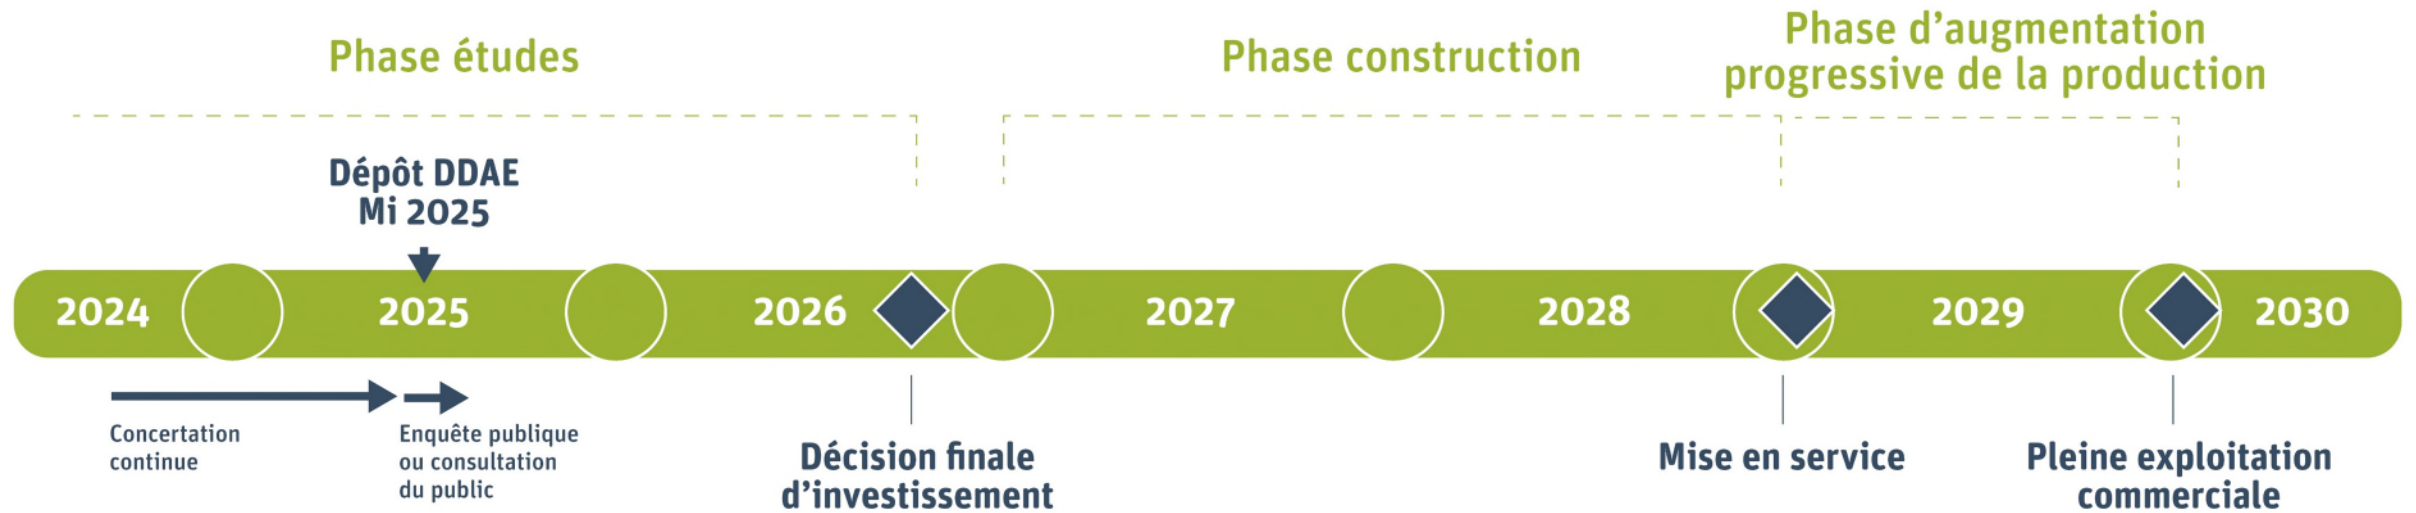 Phase études
Phase construction
Phase d'augmentation
progressive de la production
Dépôt DDAE
Mi 2025
2024
2025
2026
2027
2028
2029
2030
Concertation
continue
Enquête publique
ou consultation
du public
Décision finale
d'investissement
Mise en service
Pleine exploitation
commerciale